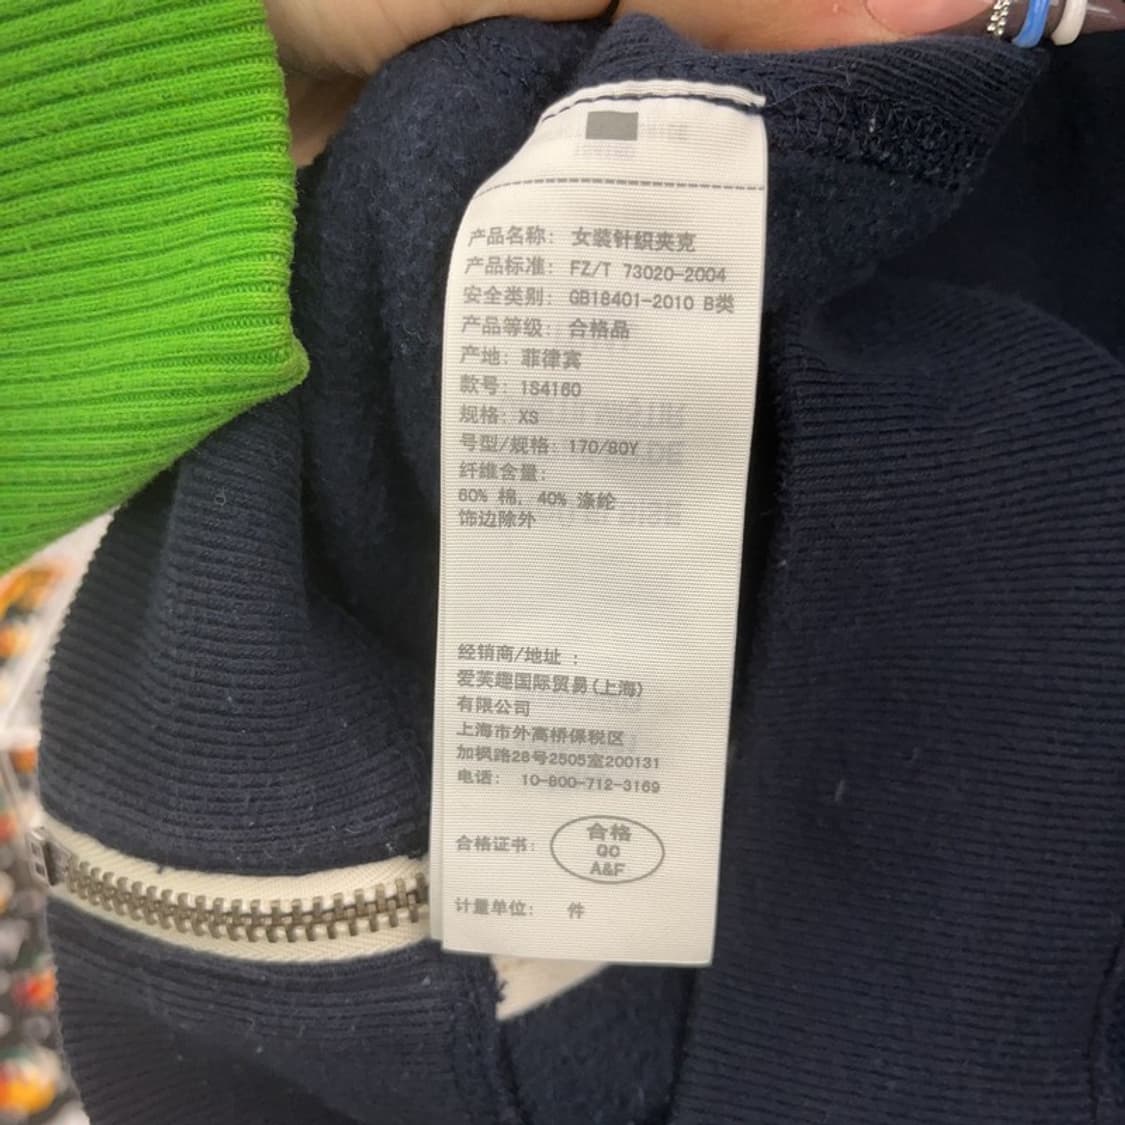 产品名称: 女装针织夹克
产品标准: FZ/T 73020-2004
安全类别: GB18401-2010 B类
产品等级: 合格品
产地: 菲律宾
款号: 1S4160
规格: XS
号型/规格: 170/80Y
纤维含量:
60% 棉, 40% 涤纶
饰边除外
经销商/地址 :
爱芙趣国际贸易(上海)
有限公司
上海市外高桥保税区
加枫路28号2505室200131
电话: 10-800-712-3169
合格证书:
合格
QC
A&F
计量单位: 件